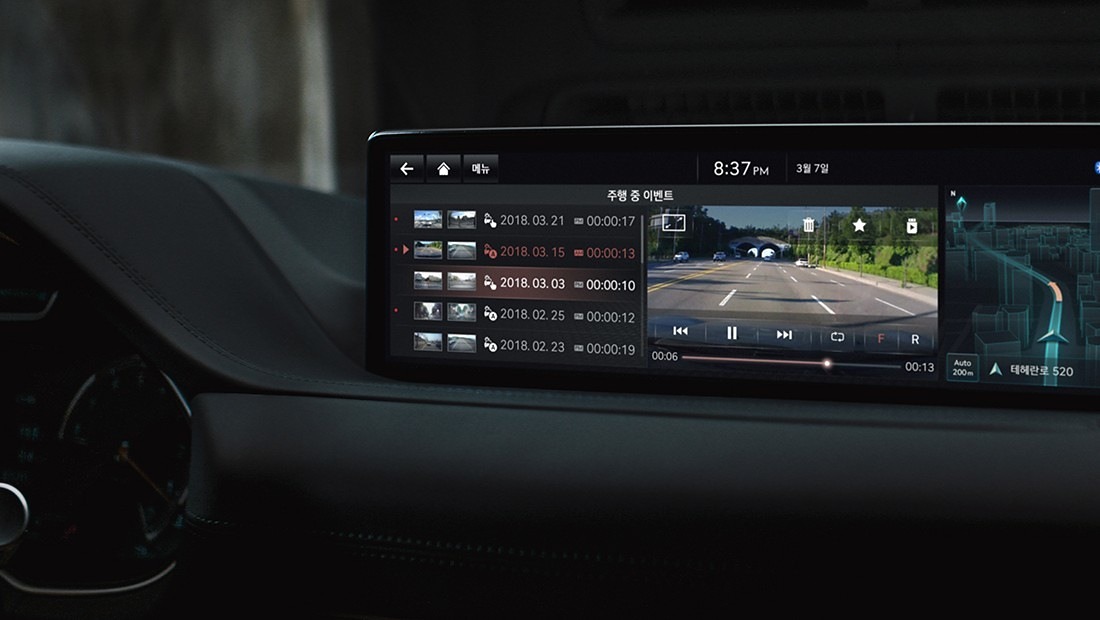 메뉴
8:37 PM
3월 7일
주행 중 이벤트
2018. 03. 21 00:00:17
2018. 03. 15 00:00:13
2018. 03. 03 00:00:10
2018. 02. 25 00:00:12
2018. 02. 23 00:00:19
F R
00:06
00:13
N
Auto
200m
테헤란로 520